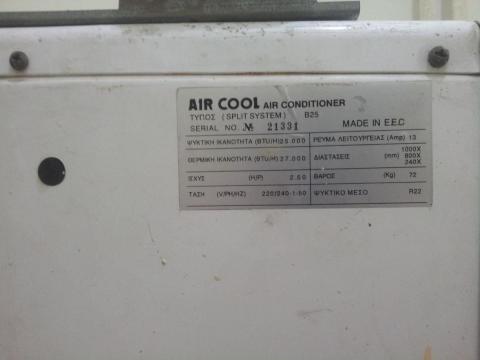 AIR COOL AIR CONDITIONER
ΤΥΠΟΣ (SPLIT SYSTEM) B25
SERIAL NO. № 21331 MADE IN E.E.C
ΨΥΚΤΙΚΗ ΙΚΑΝΟΤΗΤΑ (BTU/H) 25.000 ΡΕΥΜΑ ΛΕΙΤΟΥΡΓΕΙΑΣ (Amp) 13
ΘΕΡΜΙΚΗ ΙΚΑΝΟΤΗΤΑ (BTU/H) 27.000 ΔΙΑΣΤΑΣΕΙΣ (mm) 1000X 800X 240X
ΙΣΧΥΣ (H/P) 2.50 ΒΑΡΟΣ (Kg) 72
ΤΑΣΗ (V/PH/HZ) 220/240-1-50 ΨΥΚΤΙΚΟ ΜΕΣΟ R22